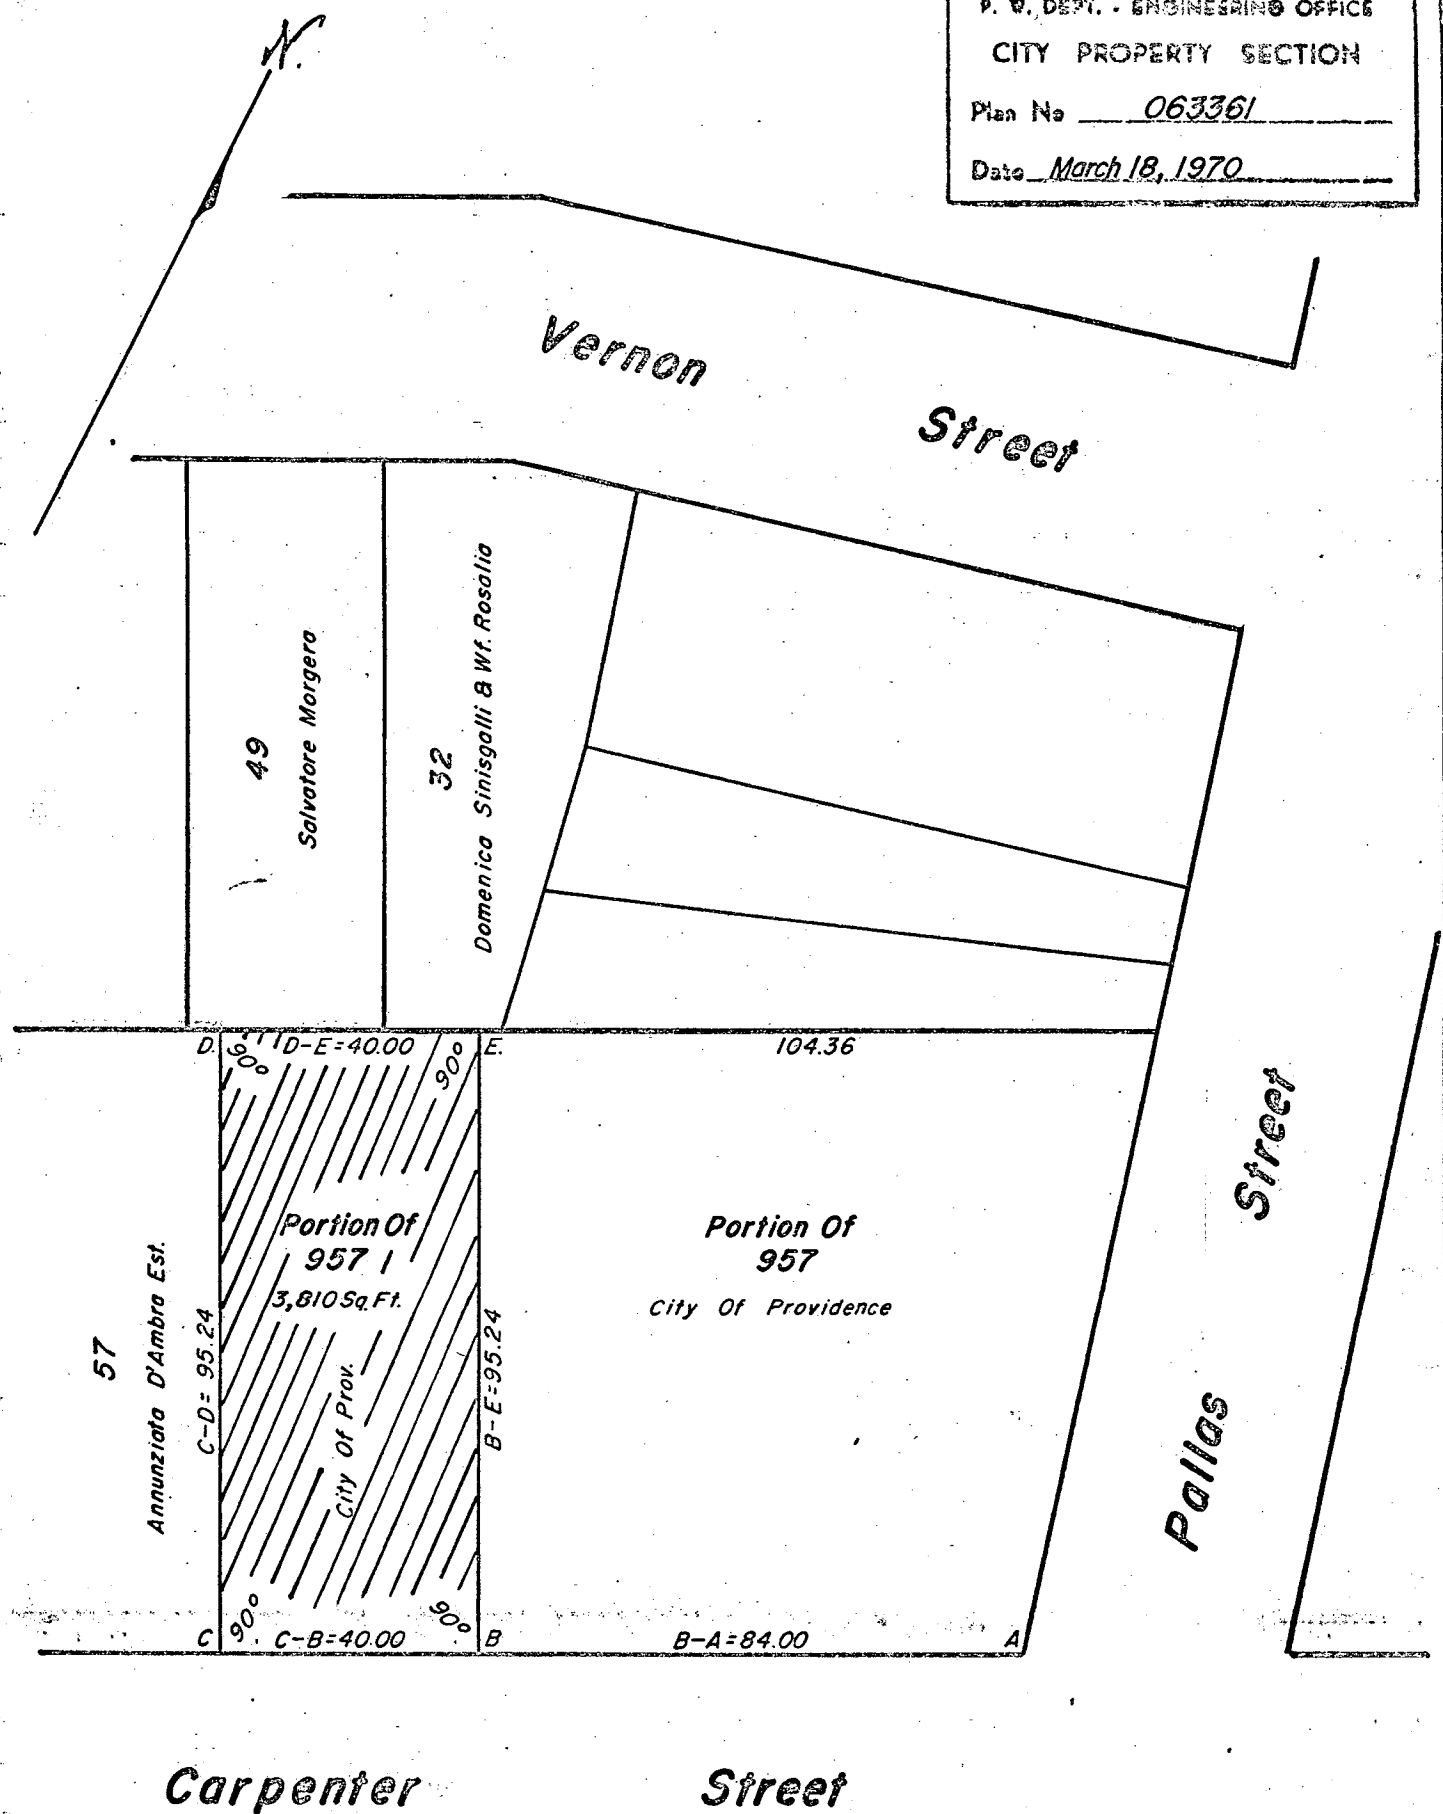 N.
P. W. DEPT. - ENGINEERING OFFICE
CITY PROPERTY SECTION
Plan No 063361
Date March 18, 1970
Vernon Street
49
Salvatore Morgera
32
Domenica Sinisgalli & Wf. Rosalia
D.
90°
D-E=40.00
90°
E.
104.36
Portion Of
957
3,810 Sq. Ft.
City Of Prov.
Portion Of
957
City Of Providence
57
Annunziata D'Ambra Est.
C-D= 95.24
B-E=95.24
Pallas Street
C
90°
C-B=40.00
90°
B
B-A=84.00
A
Carpenter Street